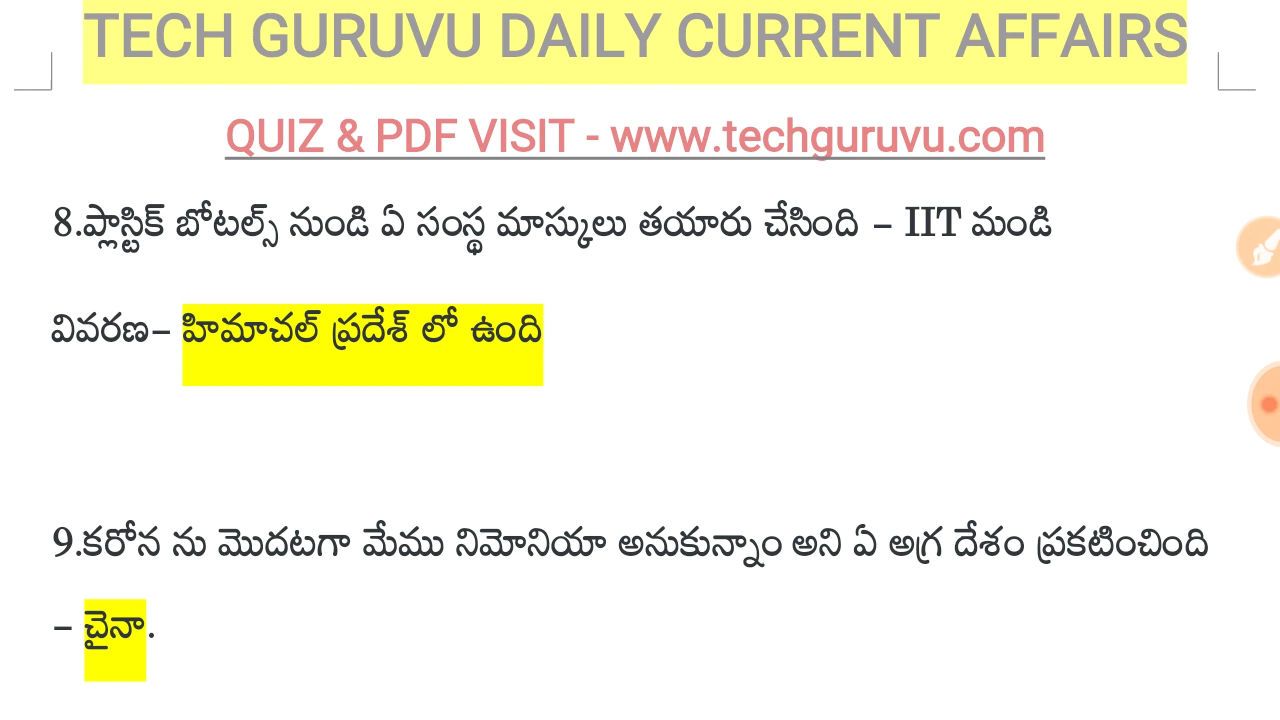 TECH GURUVU DAILY CURRENT AFFAIRS
QUIZ & PDF VISIT - www.techguruvu.com
8.ప్లాస్టిక్ బోటల్స్ నుండి ఏ సంస్థ మాస్కులు తయారు చేసింది – IIT మండి
వివరణ– హిమాచల్ ప్రదేశ్ లో ఉంది
9.కరోన ను మొదటగా మేము నిమోనియా అనుకున్నాం అని ఏ అగ్ర దేశం ప్రకటించింది
– చైనా.